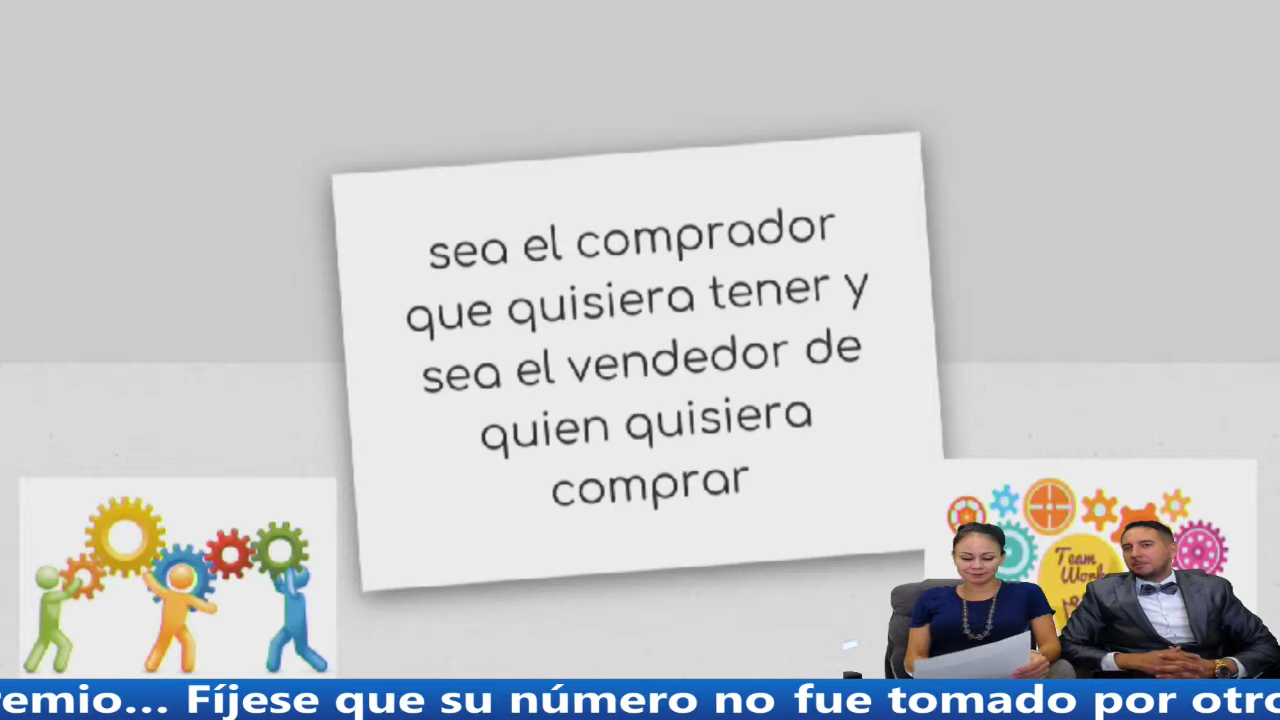 sea el comprador
que quisiera tener y
sea el vendedor de
quien quisiera
comprar
Team
Work
remio... Fíjese que su número no fue tomado por otro